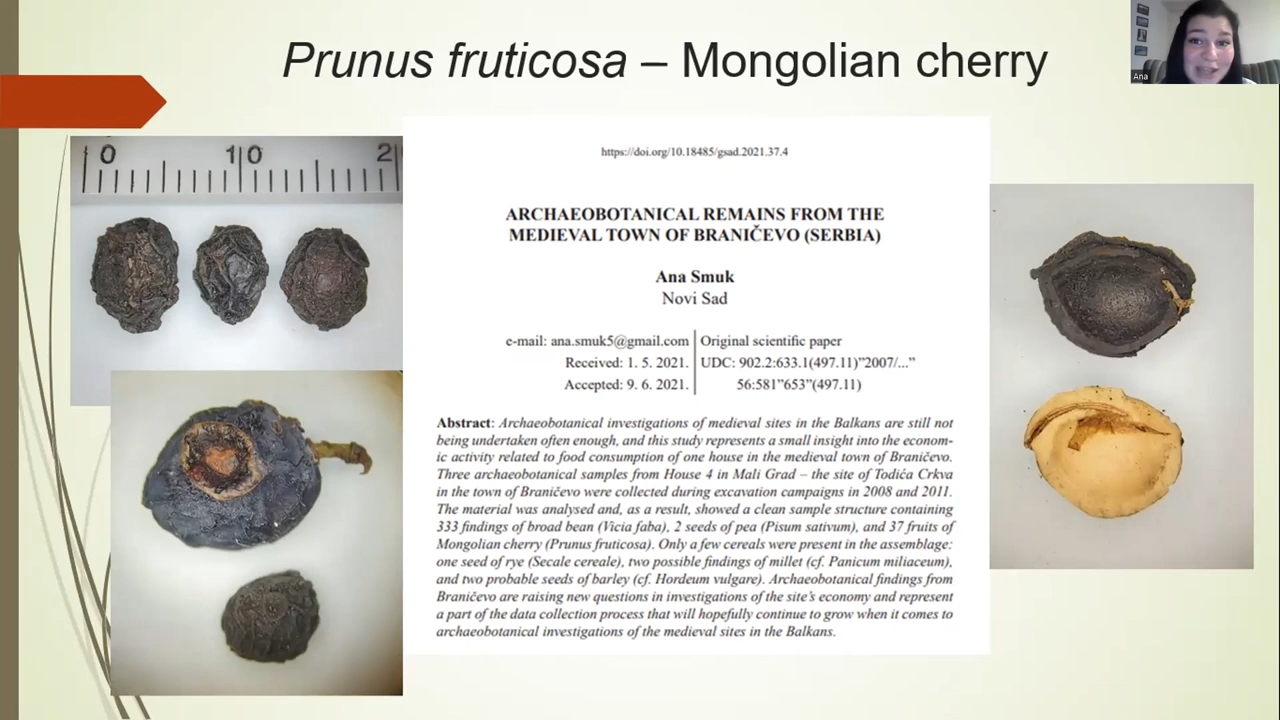 Prunus fruticosa – Mongolian cherry
Ana
0 1|0 2
https://doi.org/10.18485/gsad.2021.37.4
ARCHAEOBOTANICAL REMAINS FROM THE
MEDIEVAL TOWN OF BRANIČEVO (SERBIA)
Ana Smuk
Novi Sad
e-mail: ana.smuk5@gmail.com
Received: 1. 5. 2021.
Accepted: 9. 6. 2021.
Original scientific paper
UDC: 902.2:633.1(497.11)”2007/...”
56:581”653”(497.11)
Abstract: Archaeobotanical investigations of medieval sites in the Balkans are still not
being undertaken often enough, and this study represents a small insight into the econom-
ic activity related to food consumption of one house in the medieval town of Braničevo.
Three archaeobotanical samples from House 4 in Mali Grad – the site of Todića Crkva
in the town of Braničevo were collected during excavation campaigns in 2008 and 2011.
The material was analysed and, as a result, showed a clean sample structure containing
333 findings of broad bean (Vicia faba), 2 seeds of pea (Pisum sativum), and 37 fruits of
Mongolian cherry (Prunus fruticosa). Only a few cereals were present in the assemblage:
one seed of rye (Secale cereale), two possible findings of millet (cf. Panicum miliaceum),
and two probable seeds of barley (cf. Hordeum vulgare). Archaeobotanical findings from
Braničevo are raising new questions in investigations of the site’s economy and represent
a part of the data collection process that will hopefully continue to grow when it comes to
archaeobotanical investigations of the medieval sites in the Balkans.